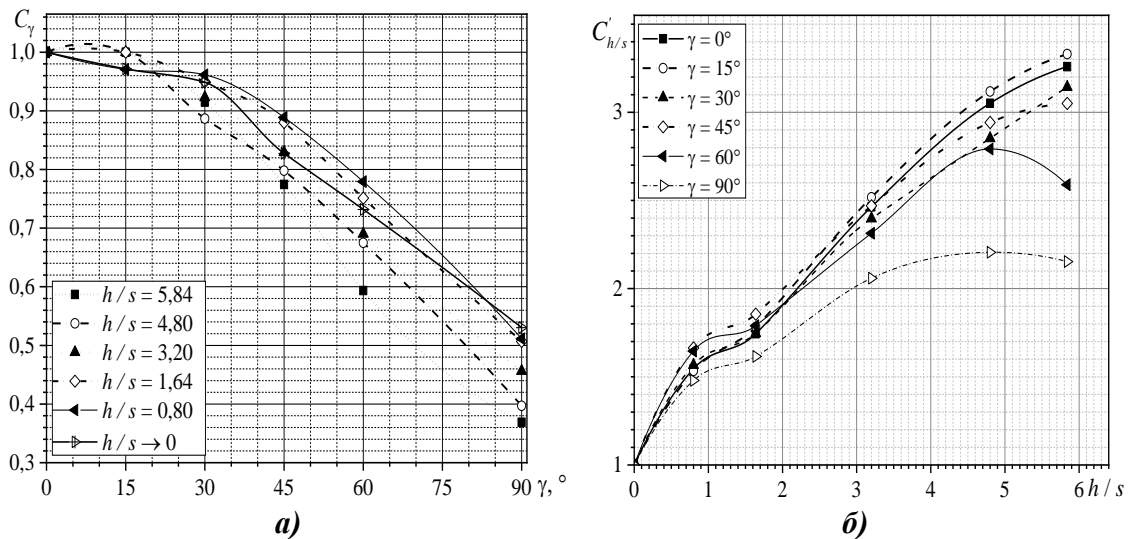 C_γ
1,0
0,9
0,8
0,7
0,6
0,5
0,4
0,3
h / s = 5,84
h / s = 4,80
h / s = 3,20
h / s = 1,64
h / s = 0,80
h / s → 0
0 15 30 45 60 75 90 γ, °
а)
C'_{h/s}
3
2
1
γ = 0°
γ = 15°
γ = 30°
γ = 45°
γ = 60°
γ = 90°
0 1 2 3 4 5 6 h / s
б)